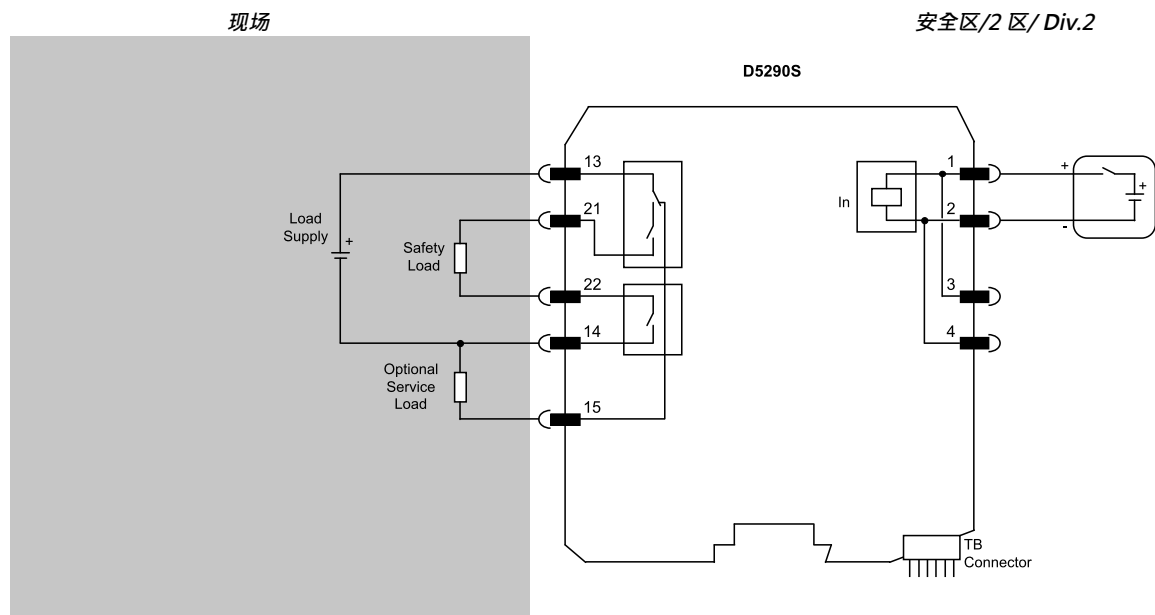 现场
安全区/2 区/ Div.2
D5290S
13
1
+
+
In
21
2
Load
Supply
+
-
Safety
Load
22
3
14
4
Optional
Service
Load
15
TB
Connector